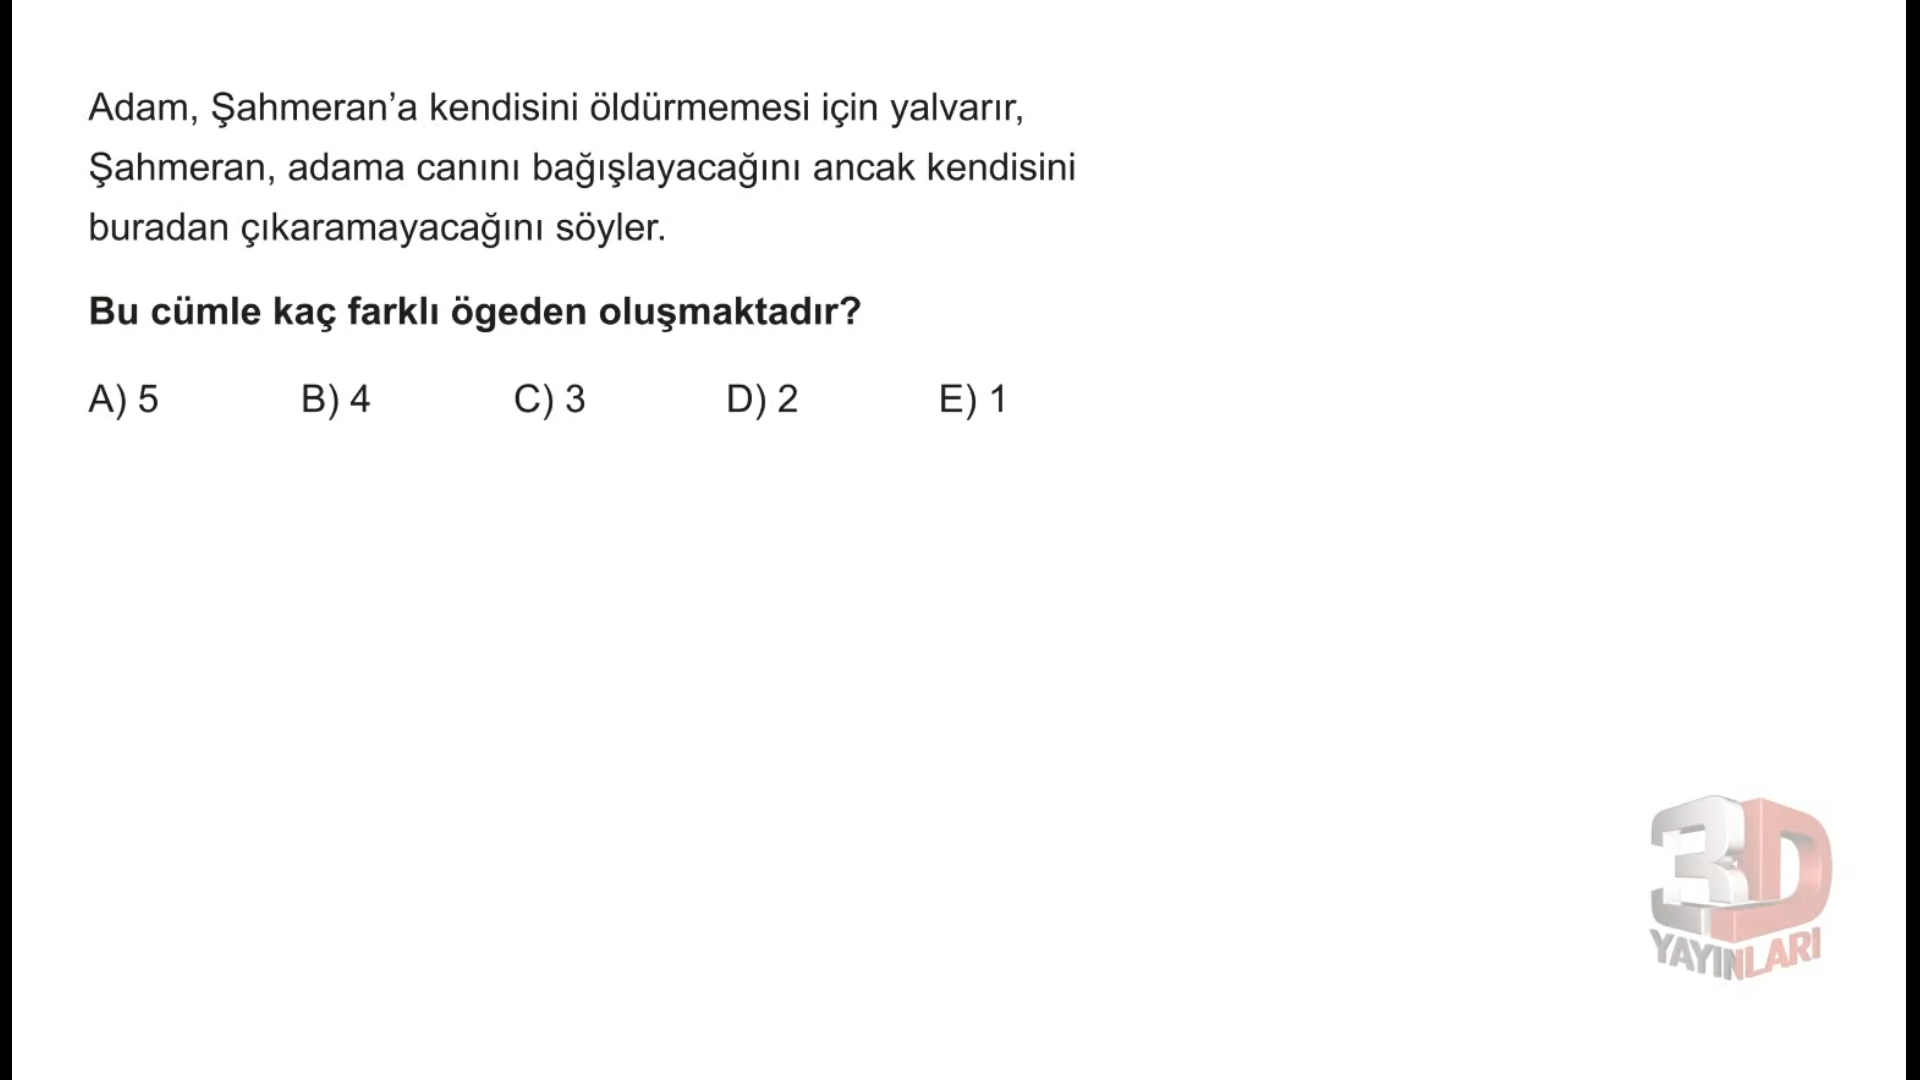 Adam, Şahmeran’a kendisini öldürmemesi için yalvarır,
Şahmeran, adama canını bağışlayacağını ancak kendisini
buradan çıkaramayacağını söyler.
Bu cümle kaç farklı ögeden oluşmaktadır?
A) 5 B) 4 C) 3 D) 2 E) 1
3D
YAYINLARI